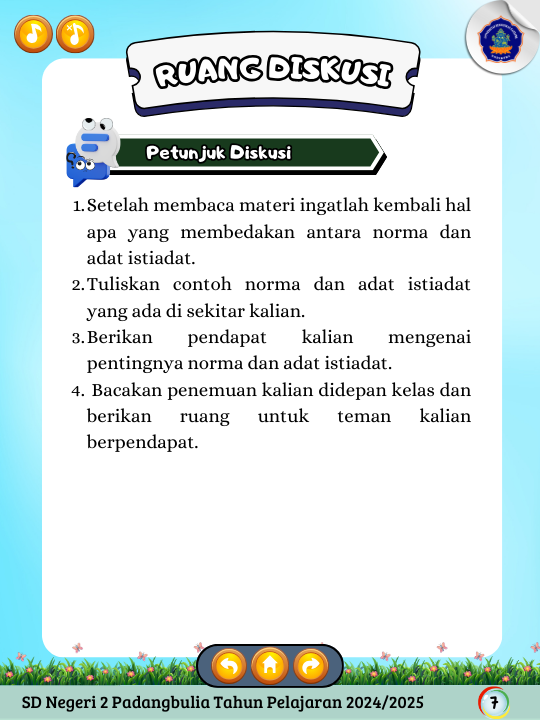 RUANG DISKUSI
Petunjuk Diskusi
1. Setelah membaca materi ingatlah kembali hal
apa yang membedakan antara norma dan
adat istiadat.
2. Tuliskan contoh norma dan adat istiadat
yang ada di sekitar kalian.
3. Berikan pendapat kalian mengenai
pentingnya norma dan adat istiadat.
4. Bacakan penemuan kalian didepan kelas dan
berikan ruang untuk teman kalian
berpendapat.
SD Negeri 2 Padangbulia Tahun Pelajaran 2024/2025
7